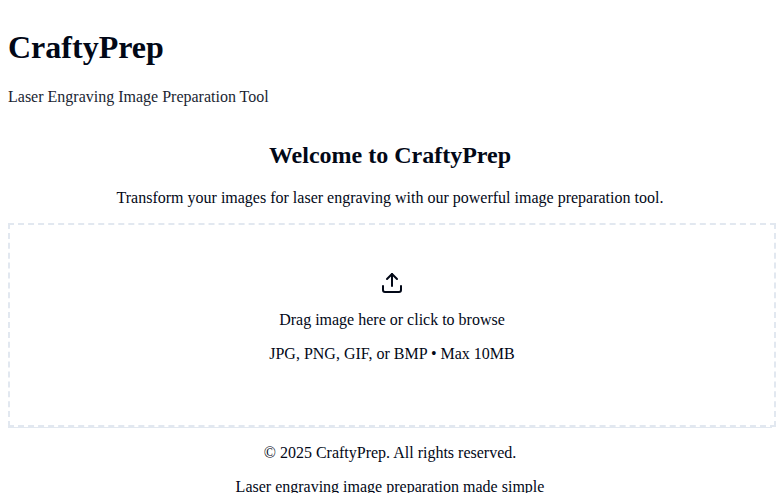 CraftyPrep
Laser Engraving Image Preparation Tool
Welcome to CraftyPrep
Transform your images for laser engraving with our powerful image preparation tool.
Drag image here or click to browse
JPG, PNG, GIF, or BMP • Max 10MB
© 2025 CraftyPrep. All rights reserved.
Laser engraving image preparation made simple